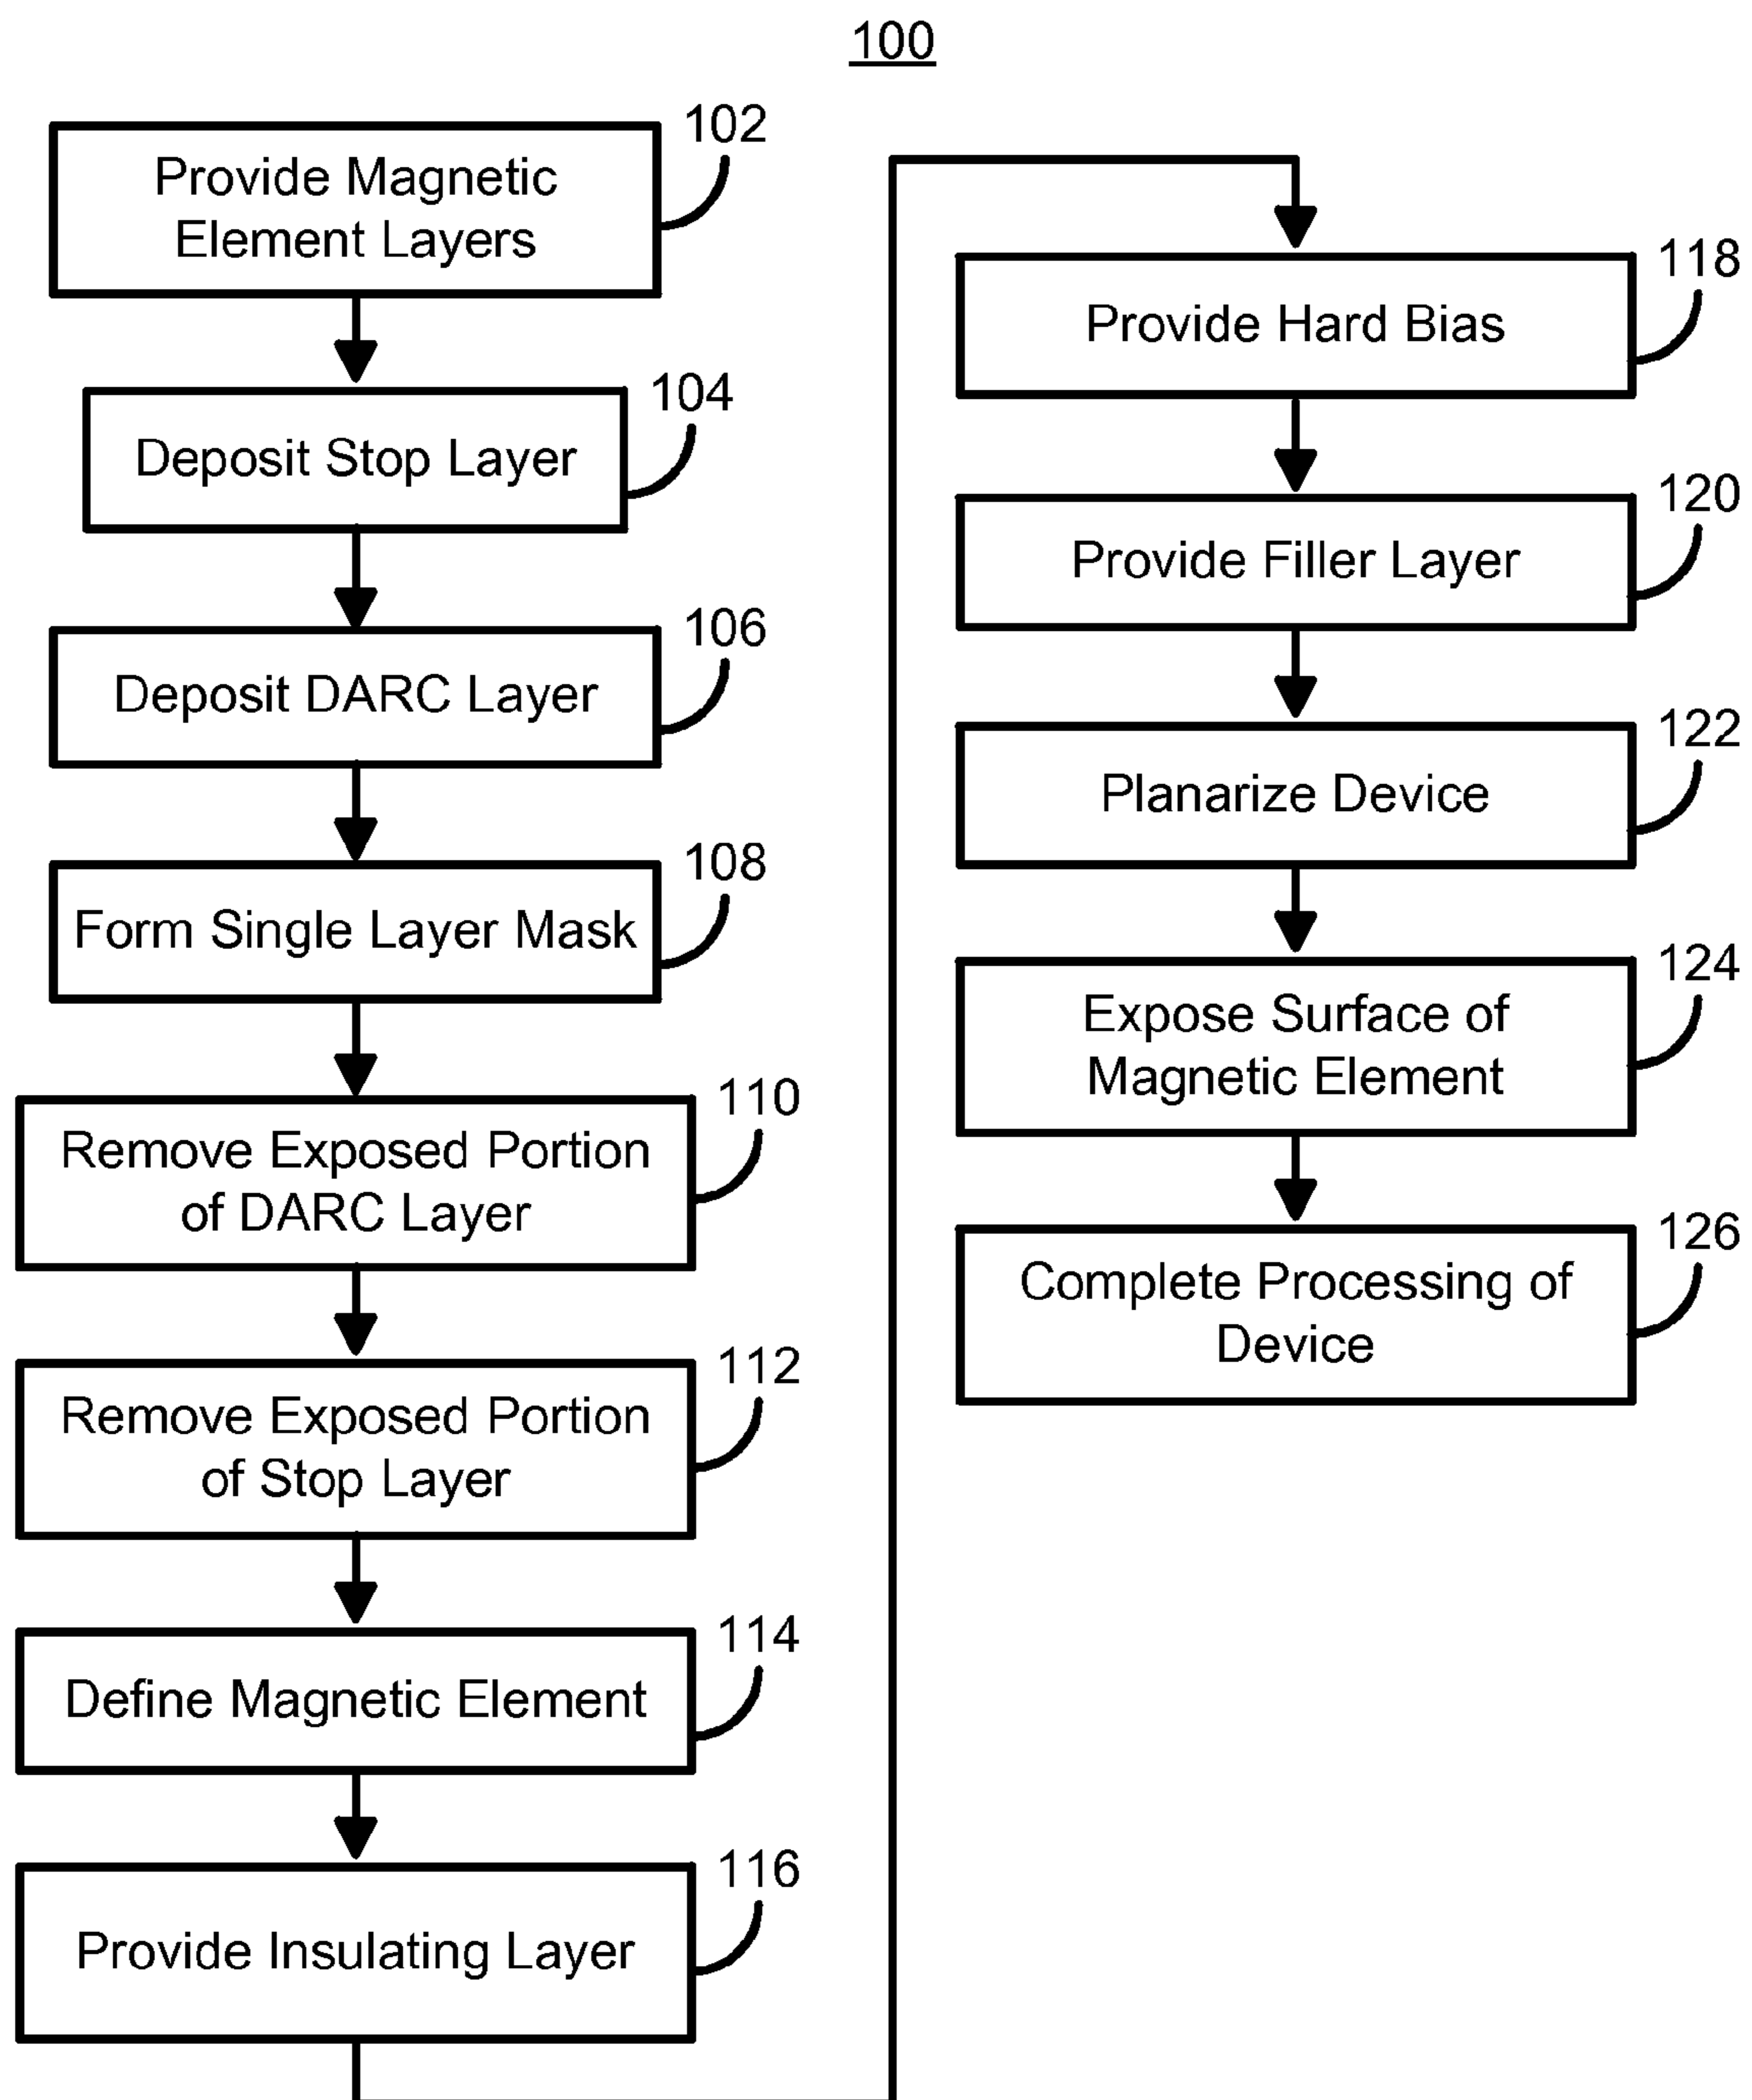 100
102
Provide Magnetic
Element Layers
104
Deposit Stop Layer
106
Deposit DARC Layer
108
Form Single Layer Mask
110
Remove Exposed Portion
of DARC Layer
112
Remove Exposed Portion
of Stop Layer
114
Define Magnetic Element
116
Provide Insulating Layer
118
Provide Hard Bias
120
Provide Filler Layer
122
Planarize Device
124
Expose Surface of
Magnetic Element
126
Complete Processing of
Device